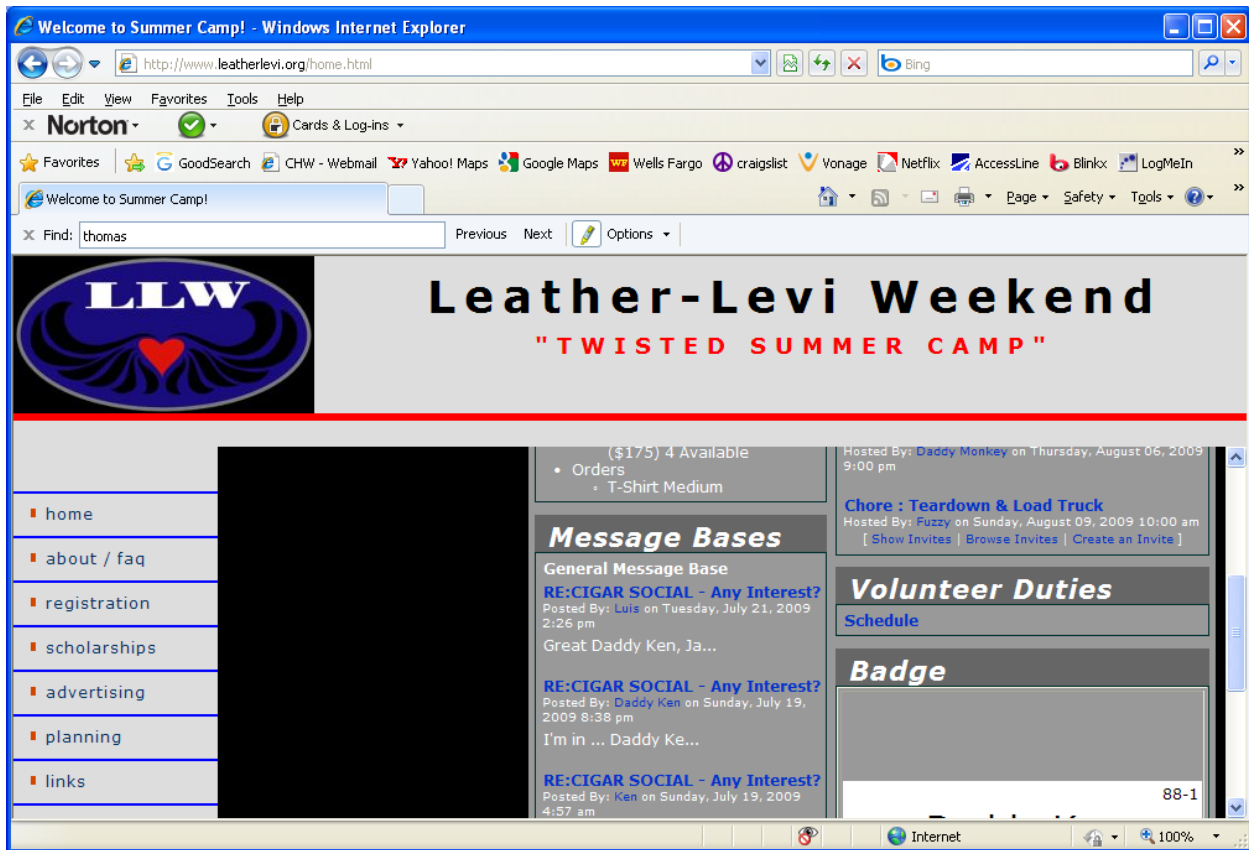 Welcome to Summer Camp! - Windows Internet Explorer
http://www.leatherlevi.org/home.html
Bing
File Edit View Favorites Tools Help
x Norton Cards & Log-ins
Favorites GoodSearch CHW - Webmail Yahoo! Maps Google Maps WF Wells Fargo craigslist Vonage Netflix AccessLine Blinkx LogMeIn »
Welcome to Summer Camp!
Page Safety Tools »
X Find: thomas Previous Next Options
LLW
Leather-Levi Weekend
"TWISTED SUMMER CAMP"
home
about / faq
registration
scholarships
advertising
planning
links
($175) 4 Available
• Orders
◦ T-Shirt Medium
Message Bases
General Message Base
RE:CIGAR SOCIAL - Any Interest?
Posted By: Luis on Tuesday, July 21, 2009
2:26 pm
Great Daddy Ken, Ja...
RE:CIGAR SOCIAL - Any Interest?
Posted By: Daddy Ken on Sunday, July 19,
2009 8:38 pm
I'm in ... Daddy Ke...
RE:CIGAR SOCIAL - Any Interest?
Posted By: Ken on Sunday, July 19, 2009
4:57 am
Hosted By: Daddy Monkey on Thursday, August 06, 2009
9:00 pm
Chore : Teardown & Load Truck
Hosted By: Fuzzy on Sunday, August 09, 2009 10:00 am
[ Show Invites | Browse Invites | Create an Invite ]
Volunteer Duties
Schedule
Badge
88-1
Internet
100%